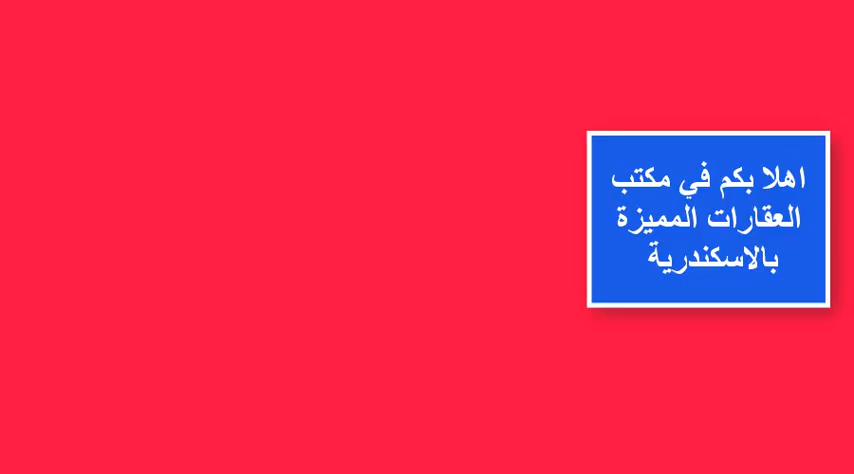 اهلا بكم في مكتب
العقارات المميزة
بالاسكندرية